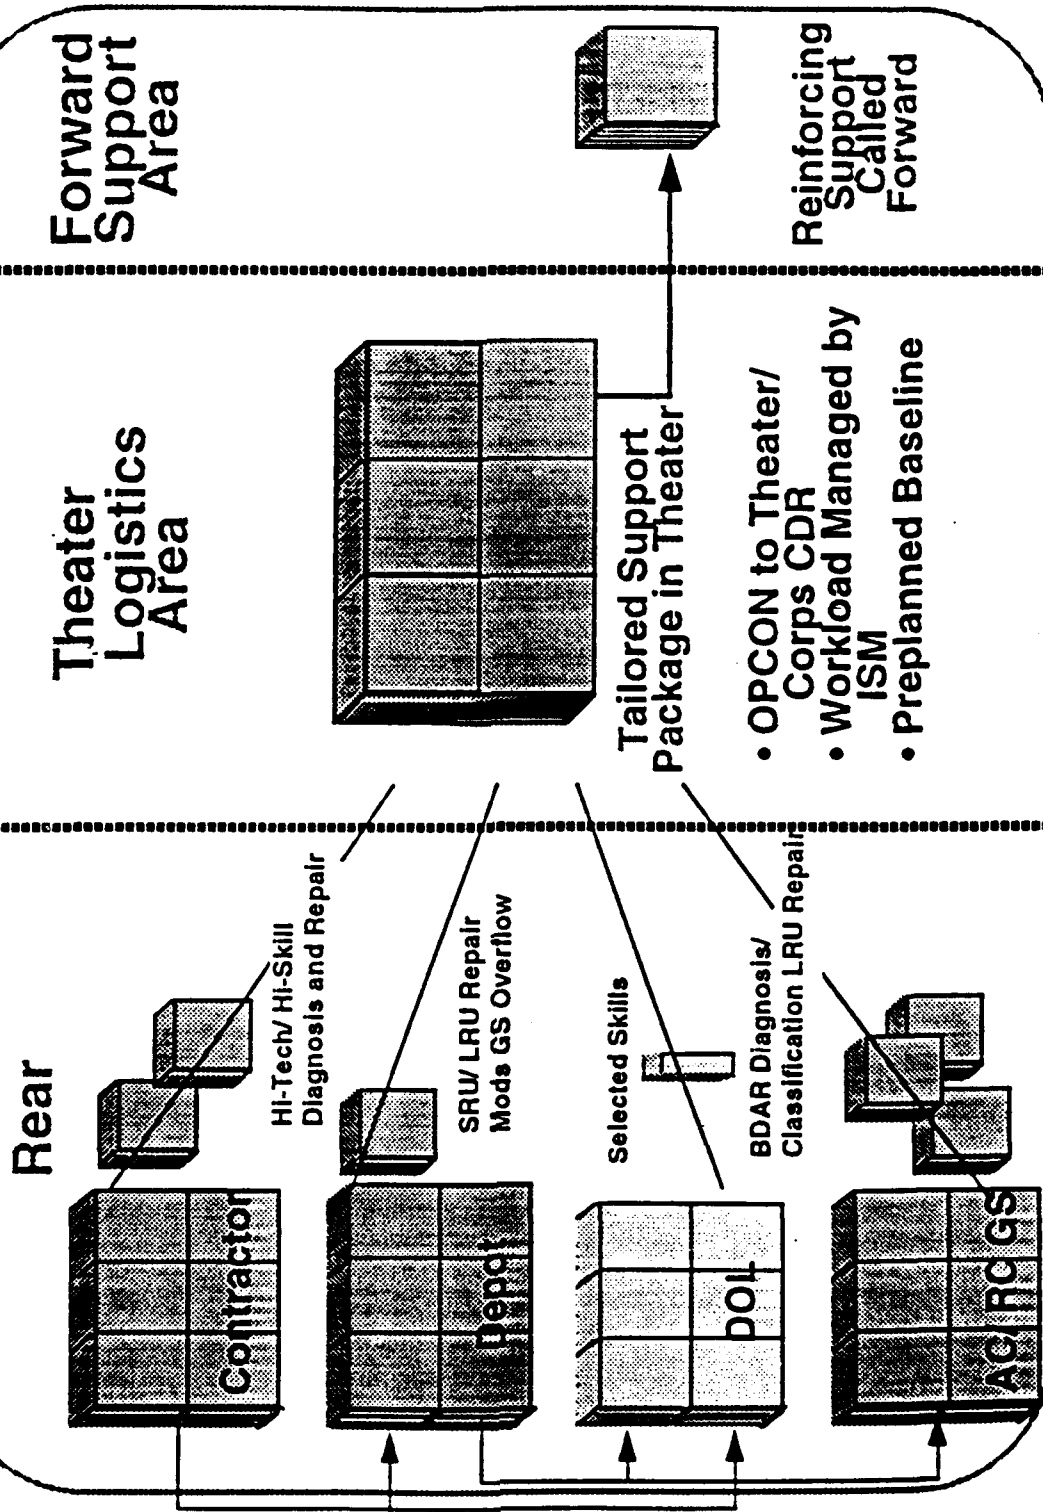 Rear
Theater
Logistics
Area
Forward
Support
Area
Contractor
Hi-Tech/ Hi-Skill
Diagnosis and Repair
Depot
SRU/ LRU Repair
Mods GS Overflow
DOL
Selected Skills
AC/ RC GS
BDAR Diagnosis/
Classification LRU Repair
Tailored Support
Package in Theater
• OPCON to Theater/
Corps CDR
• Workload Managed by
ISM
• Preplanned Baseline
Reinforcing
Support
Called
Forward